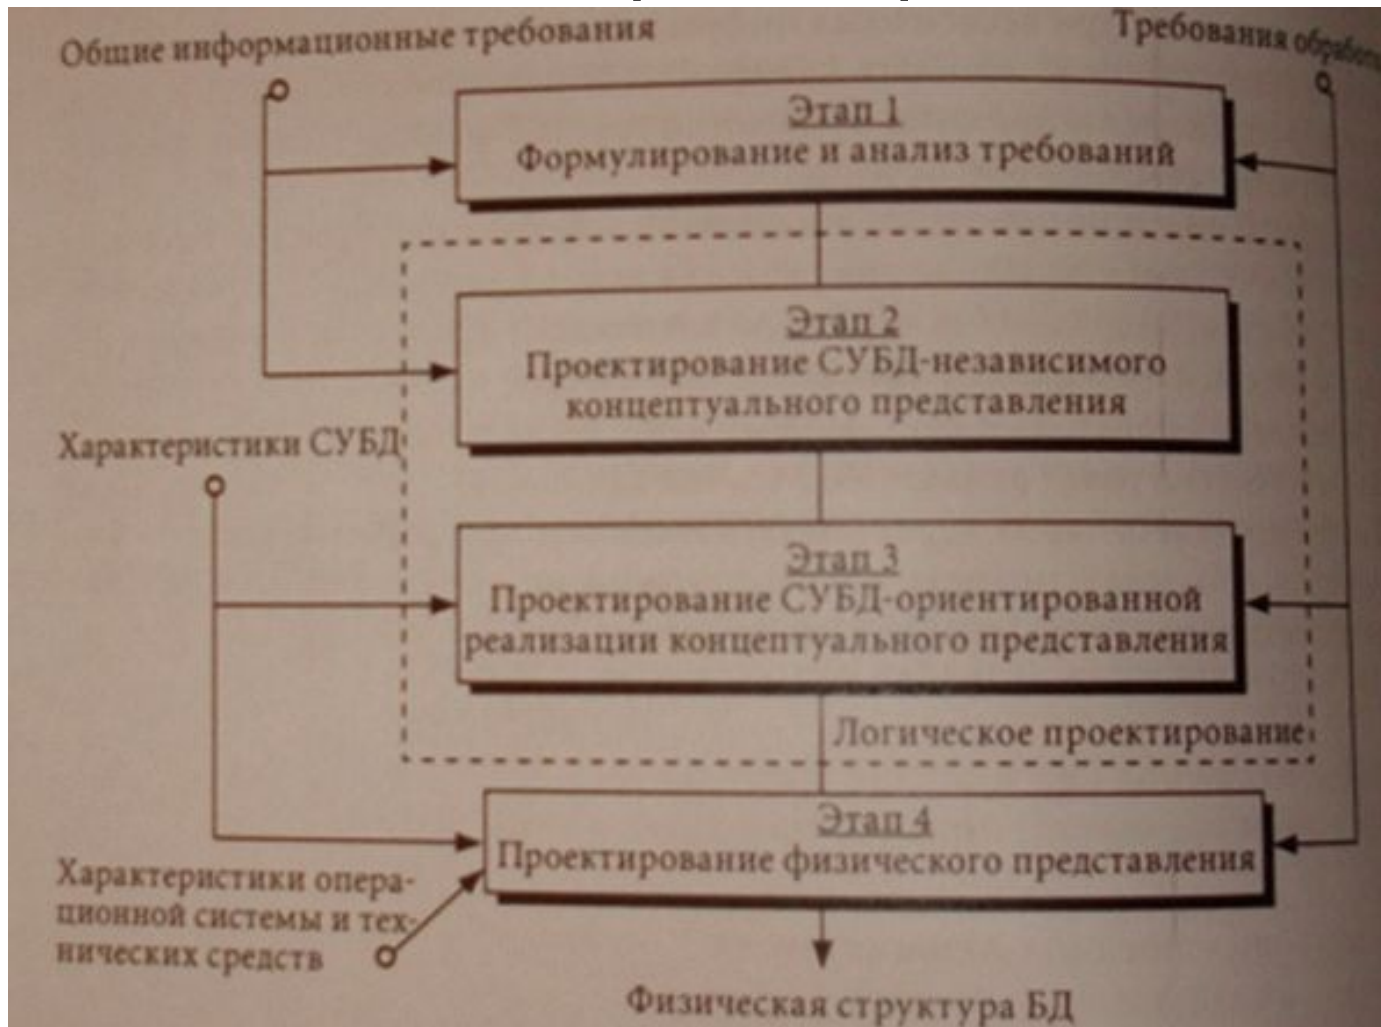 Общие информационные требования
Требования обработ
Этап 1
Формулирование и анализ требований
Этап 2
Проектирование СУБД-независимого
концептуального представления
Характеристики СУБД
Этап 3
Проектирование СУБД-ориентированной
реализации концептуального представления
Логическое проектирование
Этап 4
Проектирование физического представления
Характеристики опера-
ционной системы и тех-
нических средств
Физическая структура БД